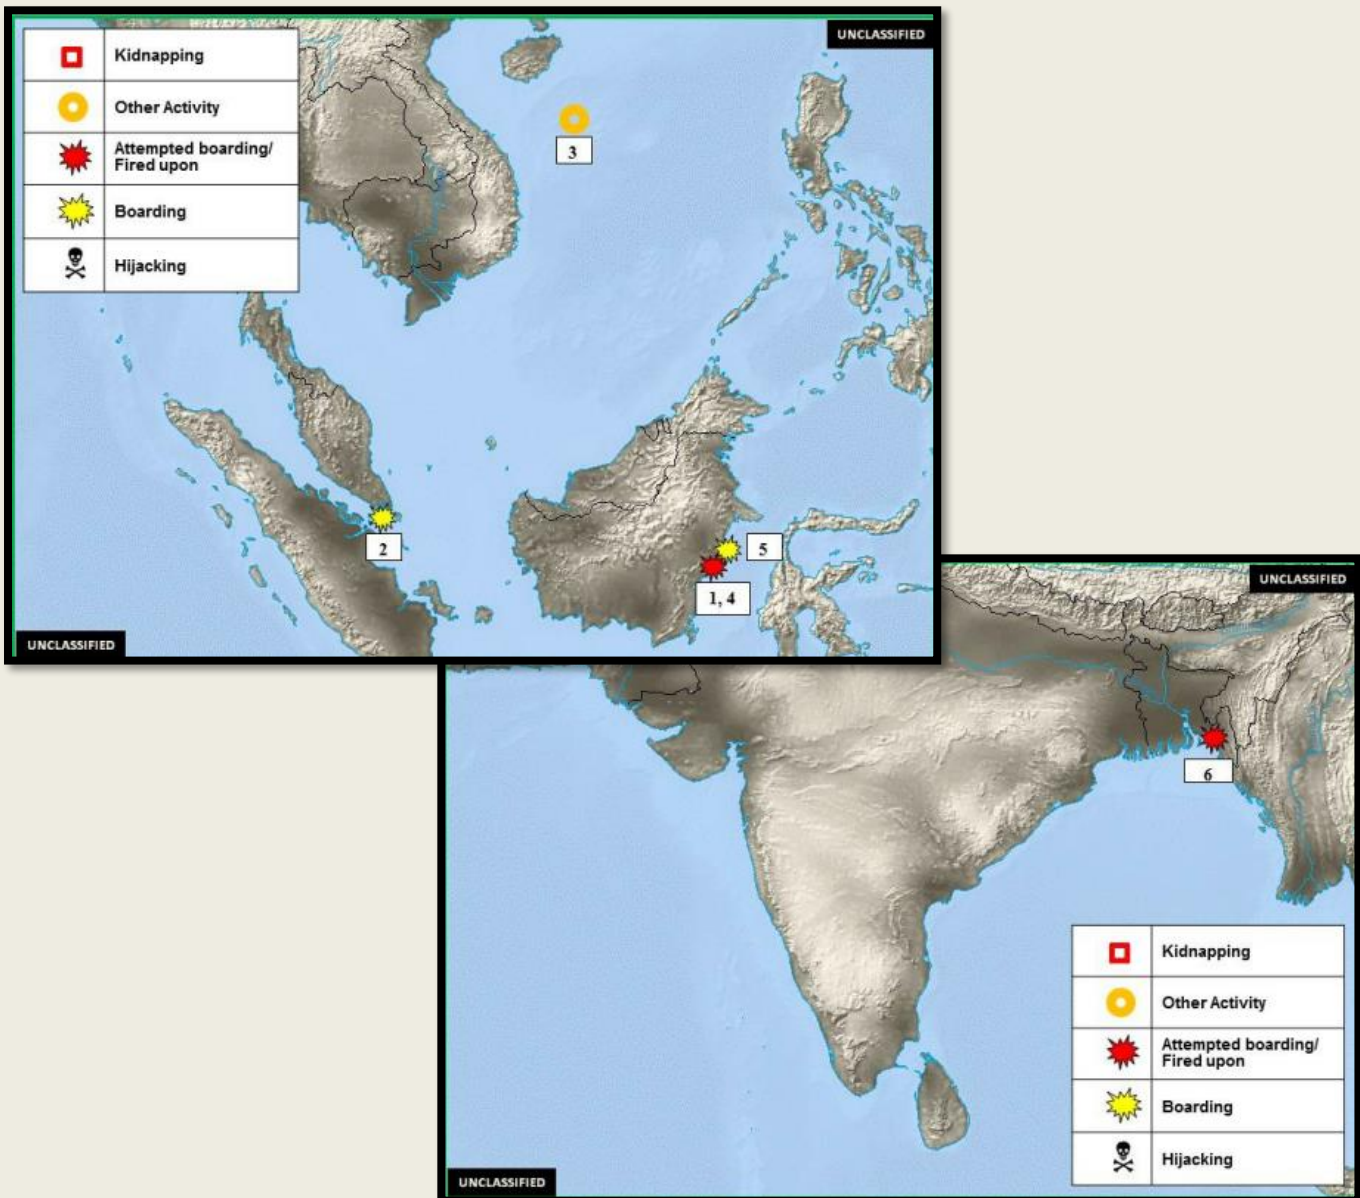 UNCLASSIFIED
Kidnapping
Other Activity
Attempted boarding/
Fired upon
Boarding
Hijacking
3
2
5
1, 4
UNCLASSIFIED
UNCLASSIFIED
6
Kidnapping
Other Activity
Attempted boarding/
Fired upon
Boarding
Hijacking
UNCLASSIFIED